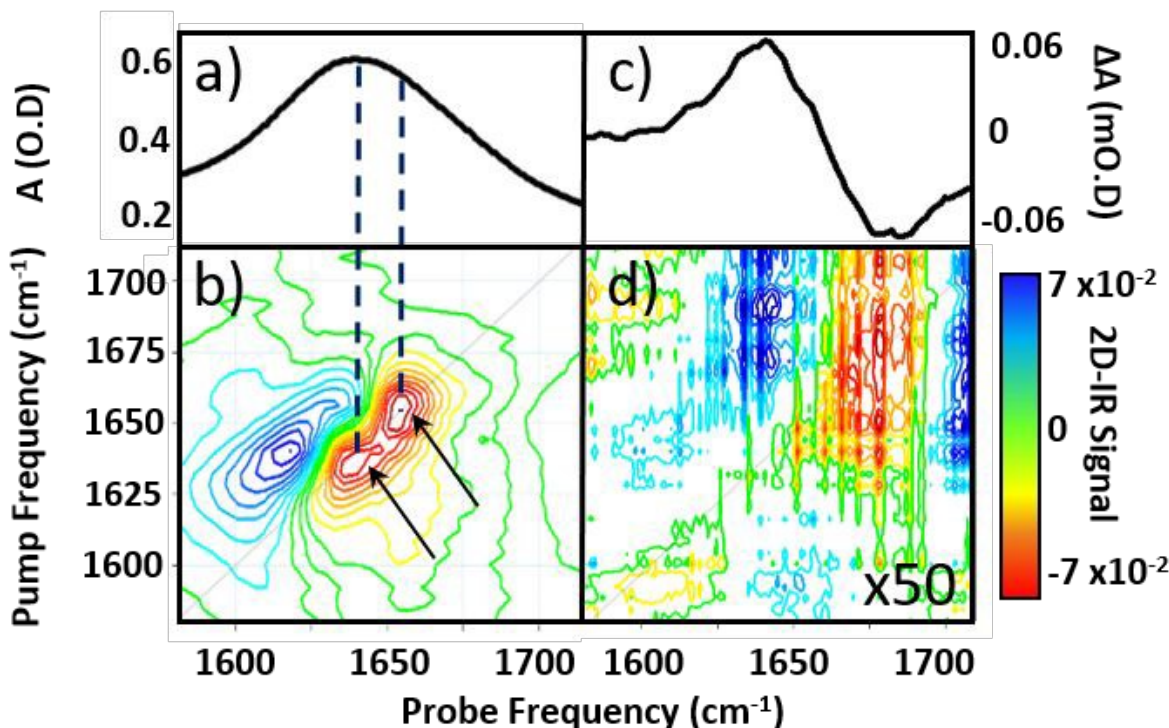 a)
c)
0.6
0.4
0.2
A (O.D)
0.06
0
-0.06
ΔA (mO.D)
b)
d)
1700
1675
1650
1625
1600
Pump Frequency (cm-1)
x50
7 x10-2
0
-7 x10-2
2D-IR Signal
1600 1650 1700 1600 1650 1700
Probe Frequency (cm-1)